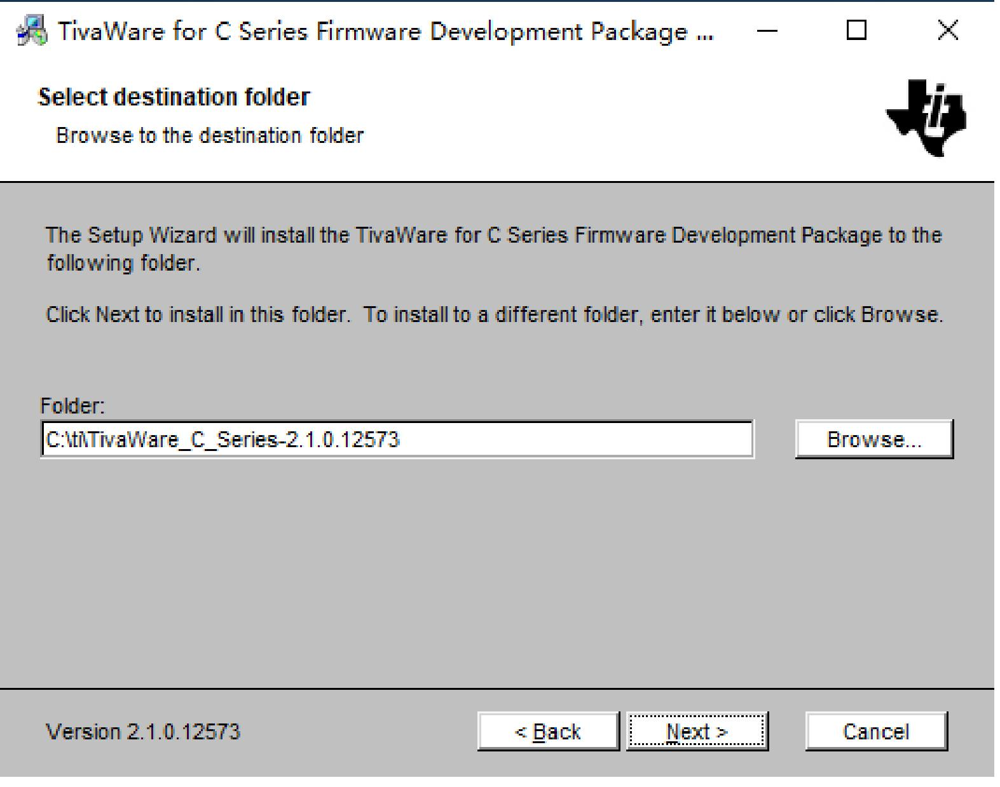 TivaWare for C Series Firmware Development Package ...
Select destination folder
Browse to the destination folder
The Setup Wizard will install the TivaWare for C Series Firmware Development Package to the
following folder.
Click Next to install in this folder.  To install to a different folder, enter it below or click Browse.
Folder:
C:\ti\TivaWare_C_Series-2.1.0.12573
Browse...
Version 2.1.0.12573
< Back
Next >
Cancel